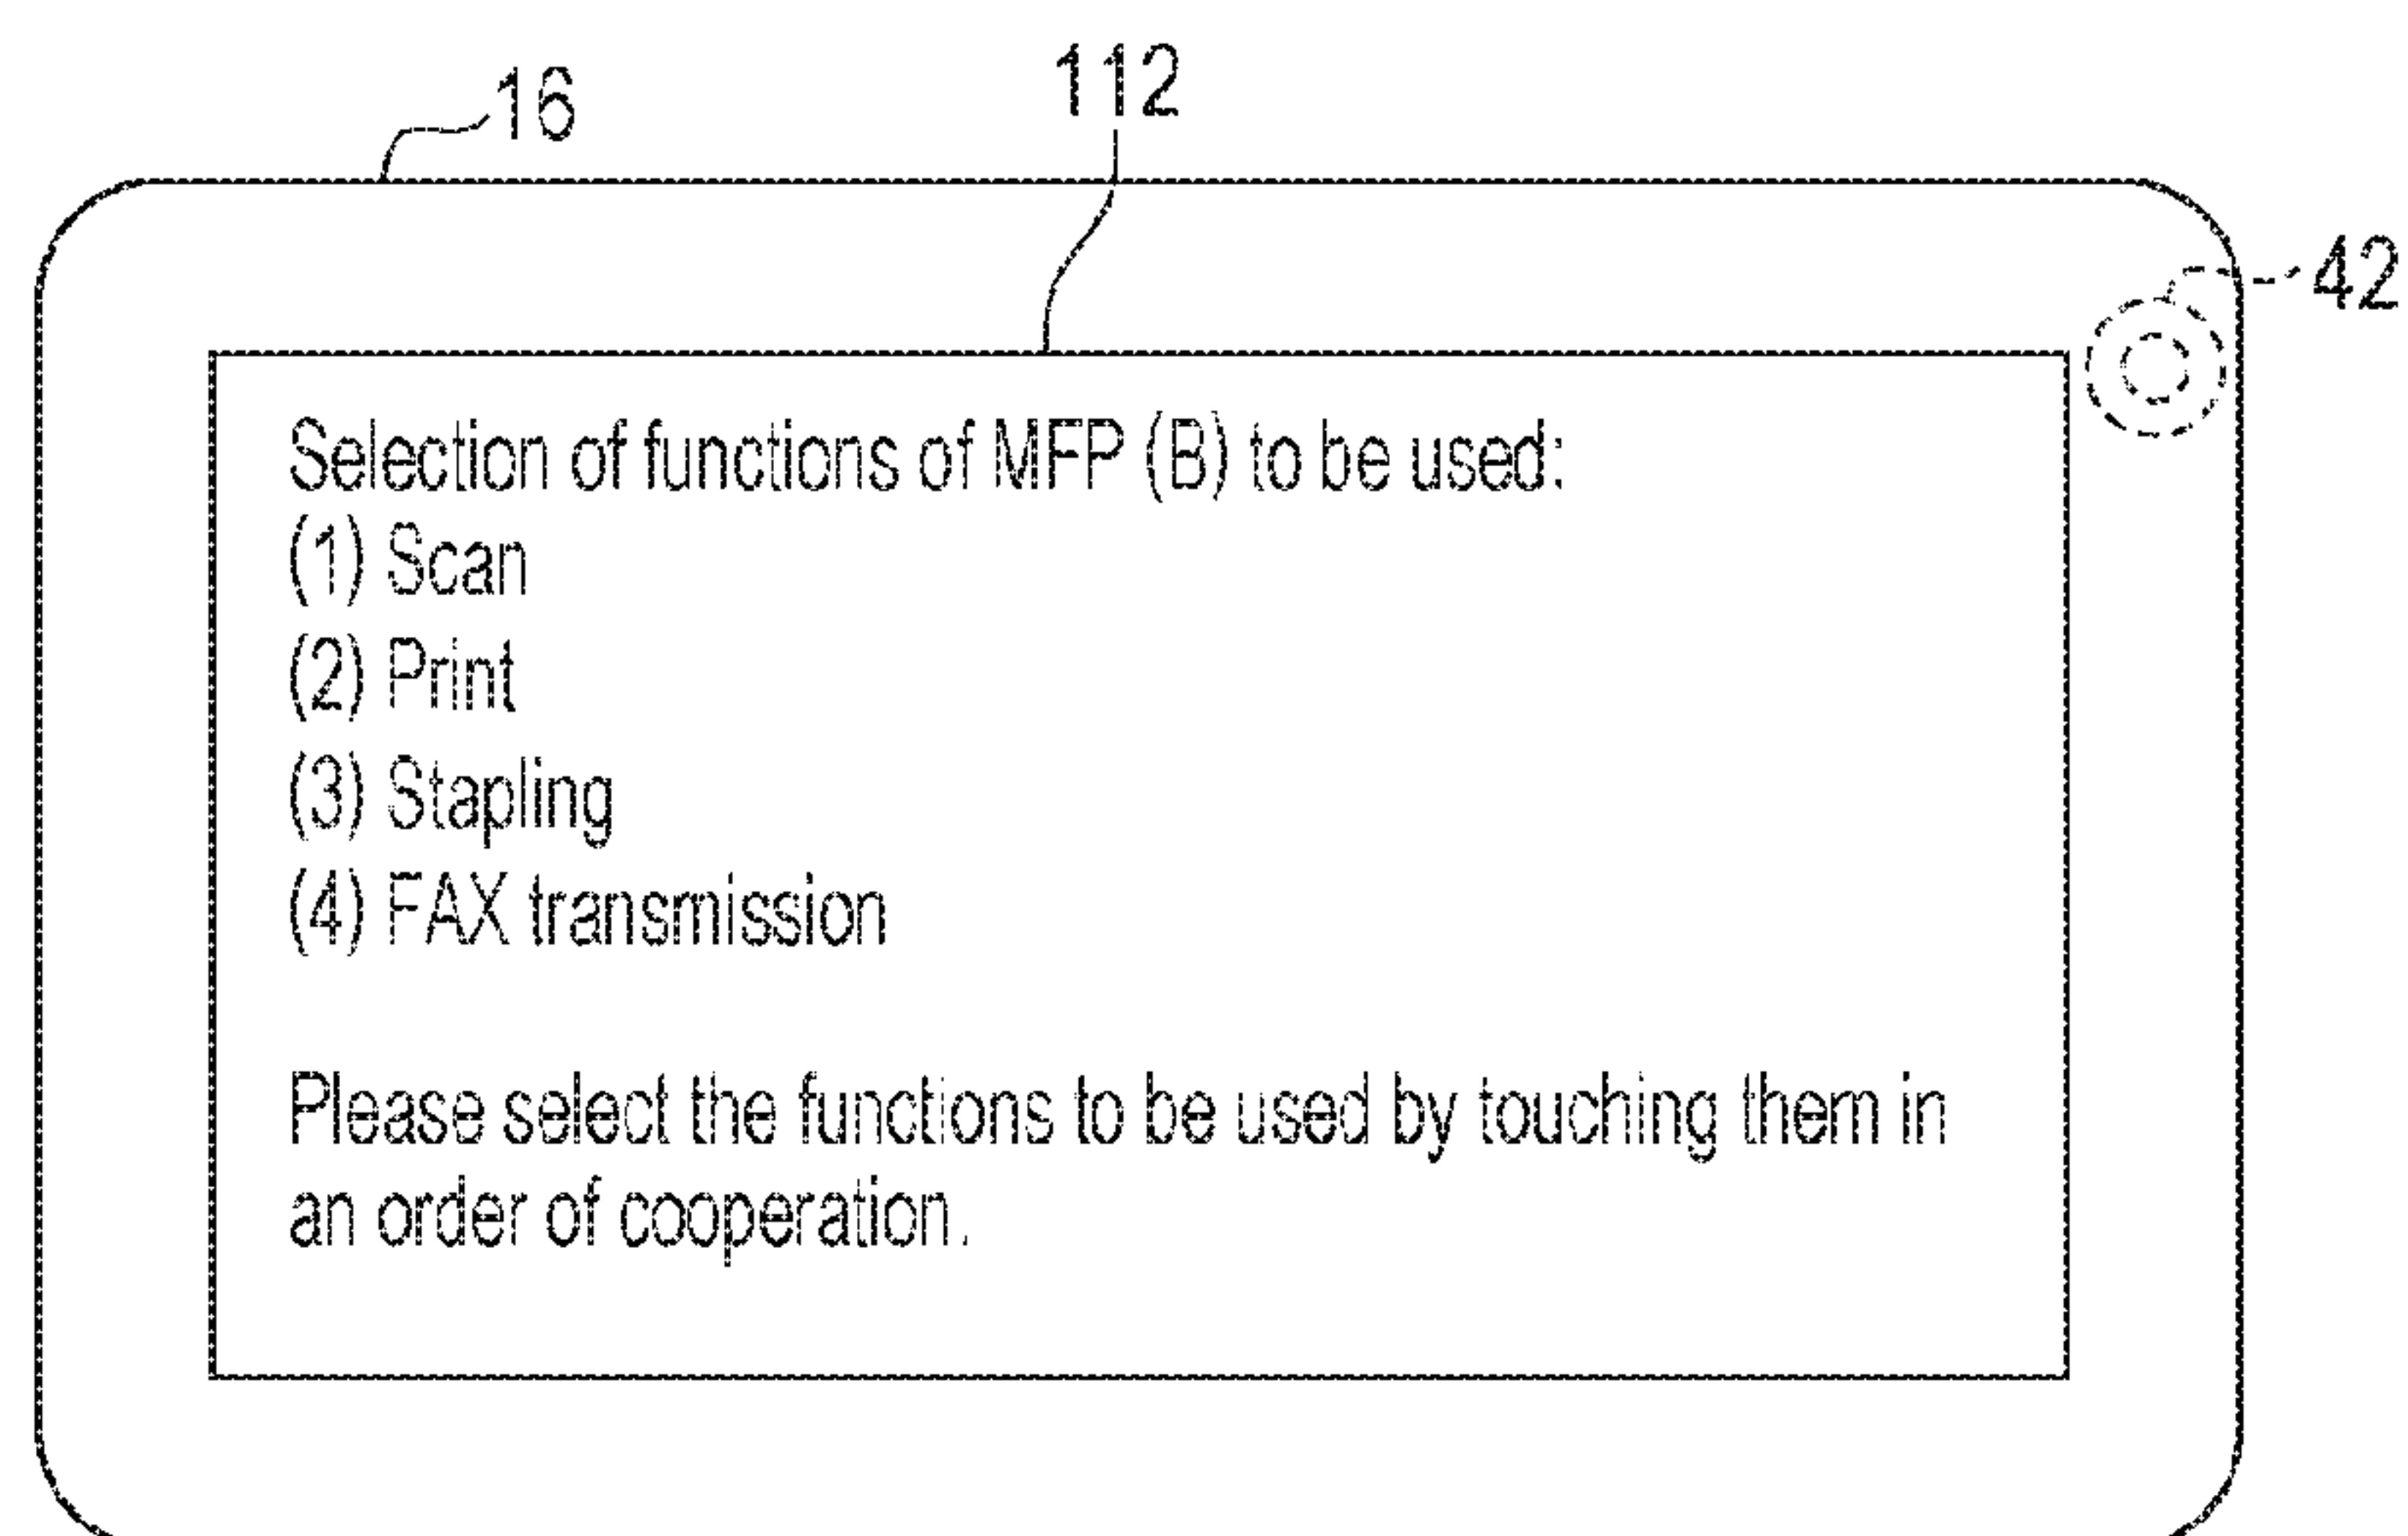 16
112
42
Selection of functions of MFP (B) to be used:
(1) Scan
(2) Print
(3) Stapling
(4) FAX transmission
Please select the functions to be used by touching them in
an order of cooperation.